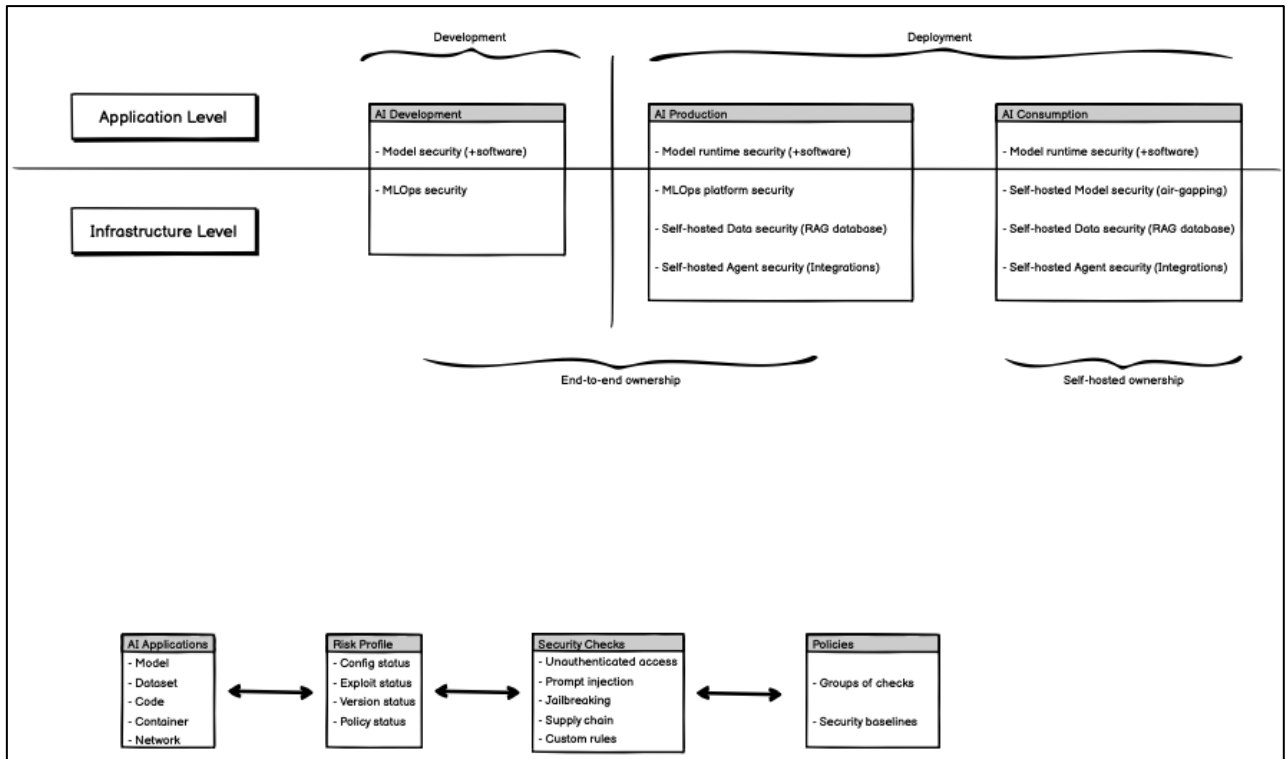 Development
Deployment
Application Level
Infrastructure Level
AI Development
- Model security (+software)
- MLOps security
AI Production
- Model runtime security (+software)
- MLOps platform security
- Self-hosted Data security (RAG database)
- Self-hosted Agent security (Integrations)
AI Consumption
- Model runtime security (+software)
- Self-hosted Model security (air-gapping)
- Self-hosted Data security (RAG database)
- Self-hosted Agent security (Integrations)
End-to-end ownership
Self-hosted ownership
AI Applications
- Model
- Dataset
- Code
- Container
- Network
Risk Profile
- Config status
- Exploit status
- Version status
- Policy status
Security Checks
- Unauthenticated access
- Prompt injection
- Jailbreaking
- Supply chain
- Custom rules
Policies
- Groups of checks
- Security baselines